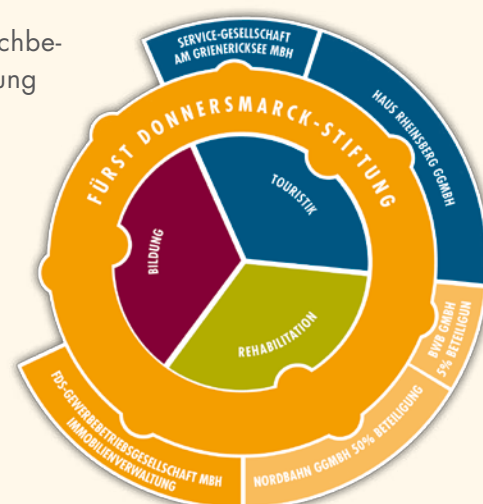 chbe-
ung
SERVICE-GESELLSCHAFT
AM GRIENERICKSEE MBH
HAUS RHEINSBERG GGMBH
FÜRST DONNERSMARCK-STIFTUNG
TOURISTIK
BILDUNG
REHABILITATION
BWB GMBH
5% BETEILIGUN
NORDBAHN GGMBH 50% BETEILIGUNG
FDS-GEWERBEBETRIEBSGESELLSCHAFT MBH
IMMOBILIENVERWALTUNG